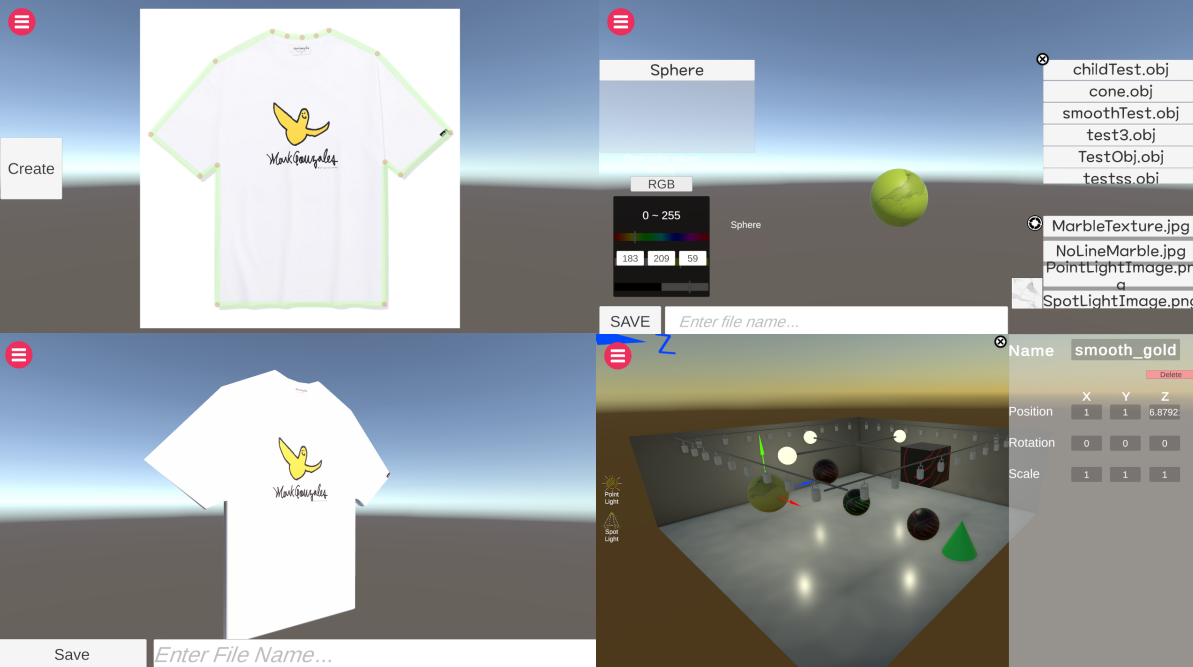 Create
Mark Gonzales
Sphere
RGB
0 ~ 255
183 209 59
Sphere
childTest.obj
cone.obj
smoothTest.obj
test3.obj
TestObj.obj
testss.obj
MarbleTexture.jpg
NoLineMarble.jpg
PointLightImage.pn
g
SpotLightImage.png
SAVE
Enter file name...
Mark Gonzales
Save
Enter File Name...
Z
Point
Light
Spot
Light
Name smooth_gold
Delete
X Y Z
Position 1 1 6.8792
Rotation 0 0 0
Scale 1 1 1